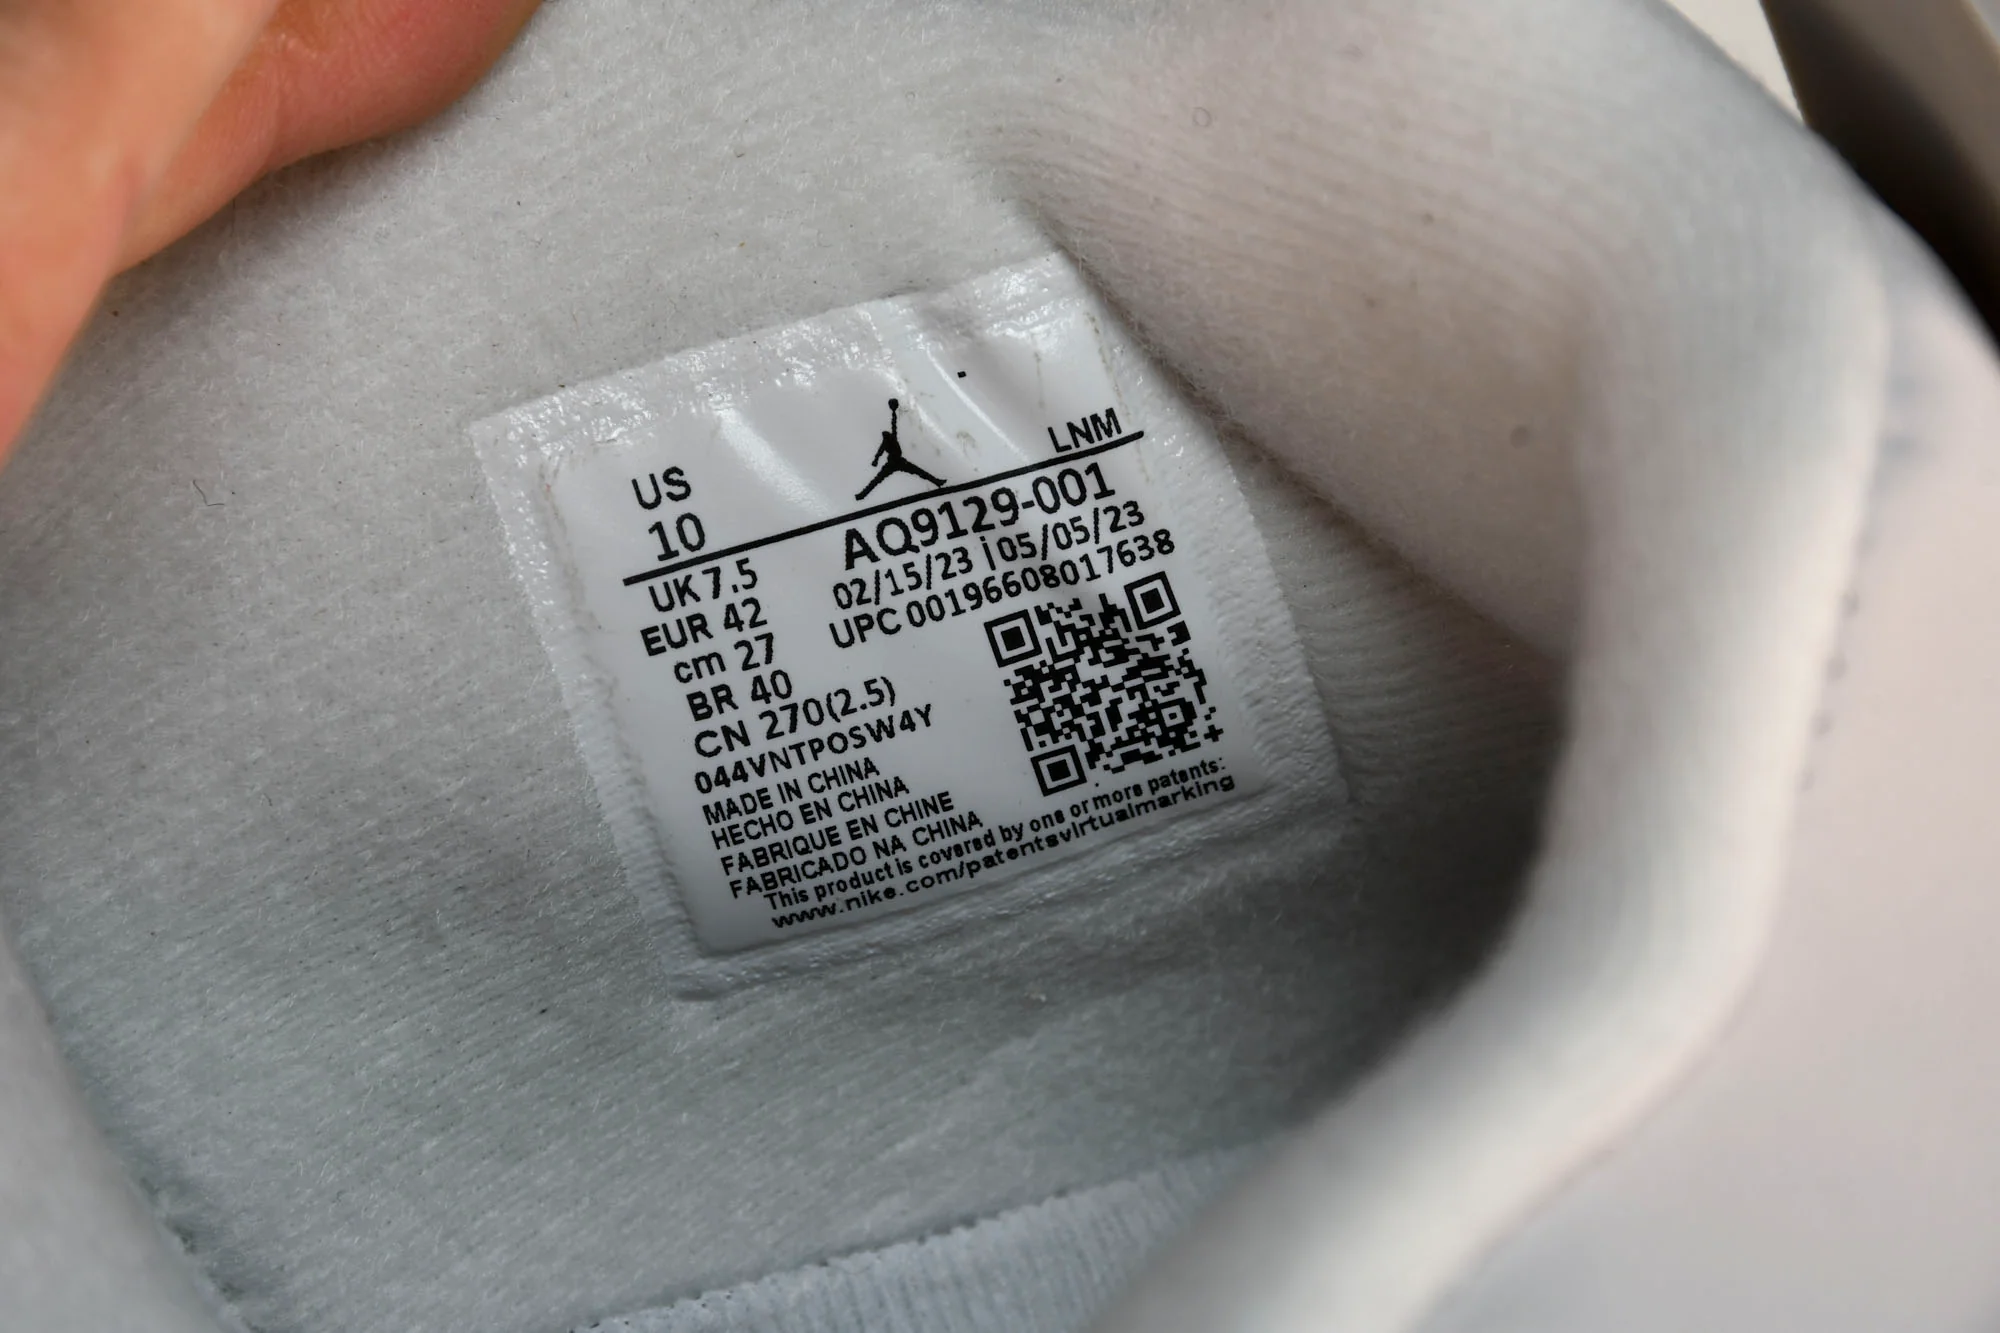 LNM
US
10
AQ9129-001
02/15/23 | 05/05/23
UPC 00196608017638
UK 7.5
EUR 42
cm 27
BR 40
CN 270(2.5)
044VNTPOSW4Y
MADE IN CHINA
HECHO EN CHINA
FABRIQUE EN CHINE
FABRICADO NA CHINA
This product is covered by one or more patents:
www.nike.com/patentsvirtualmarking